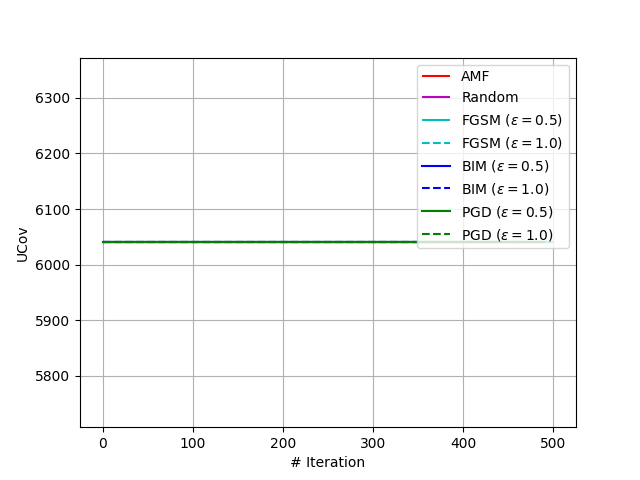 6300
6200
6100
6000
5900
5800
UCov
0 100 200 300 400 500
# Iteration
AMF
Random
FGSM (ε = 0.5)
FGSM (ε = 1.0)
BIM (ε = 0.5)
BIM (ε = 1.0)
PGD (ε = 0.5)
PGD (ε = 1.0)